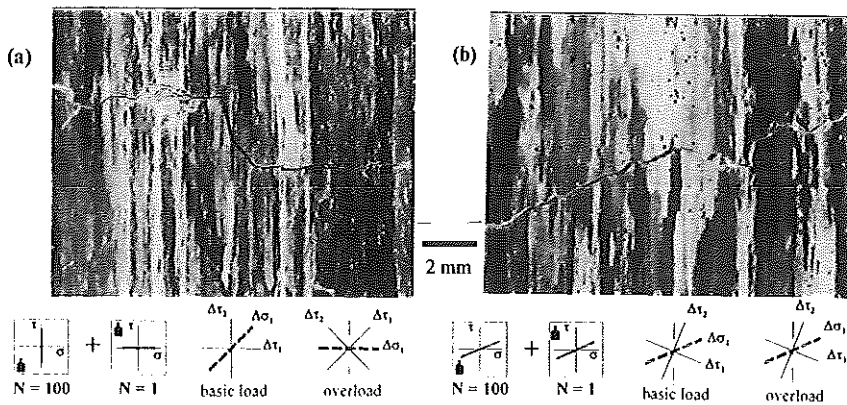 (a)
(b)
2 mm
τ
σ
N = 100
+
τ
σ
N = 1
Δτ₂
Δσ₁
Δτ₁
basic load
Δτ₂
Δτ₁
Δσ₁
overload
τ
σ
N = 100
+
τ
σ
N = 1
Δτ₂
Δσ₁
Δτ₁
basic load
Δτ₂
Δσ₁
Δτ₁
overload